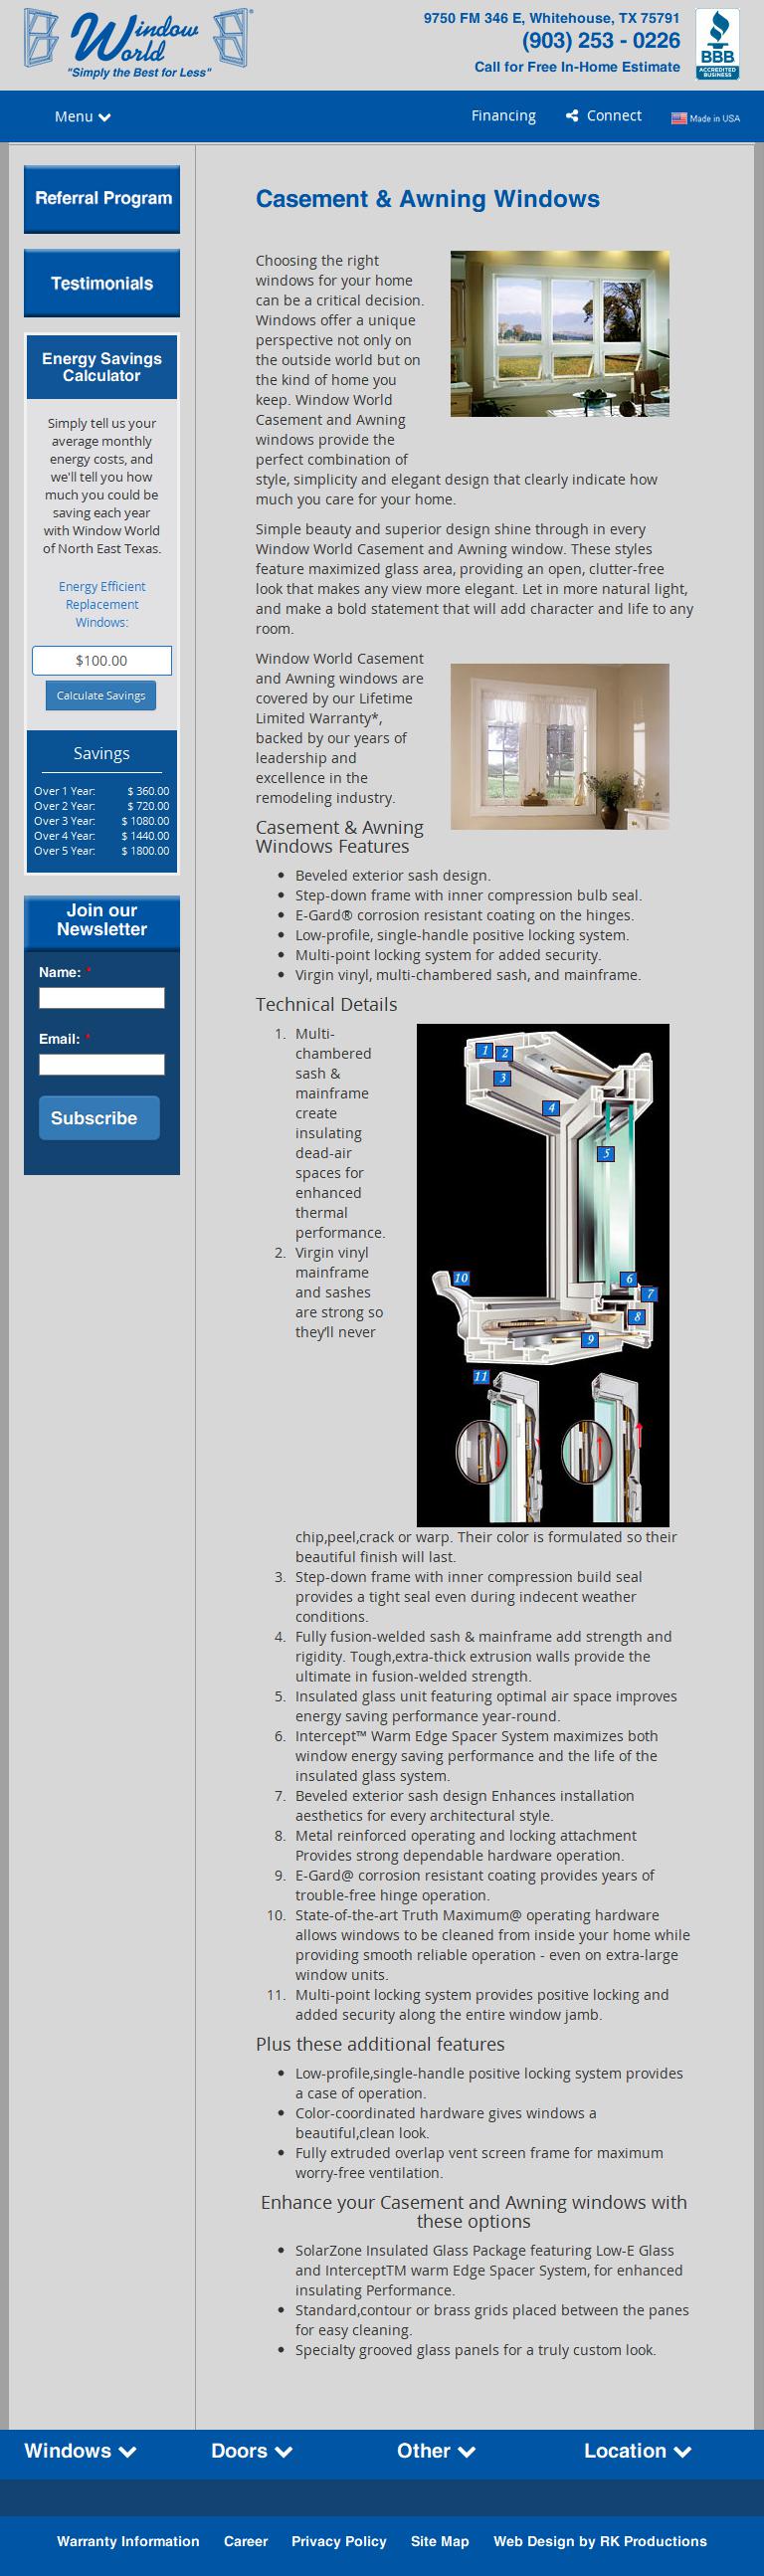 Window World®
"Simply the Best for Less"
9750 FM 346 E, Whitehouse, TX 75791
(903) 253 - 0226
Call for Free In-Home Estimate
BBB
ACCREDITED
BUSINESS
Menu
Financing
Connect
Made in USA
Referral Program
Testimonials
Energy Savings
Calculator
Simply tell us your
average monthly
energy costs, and
we'll tell you how
much you could be
saving each year
with Window World
of North East Texas.
Energy Efficient
Replacement
Windows:
$100.00
Calculate Savings
Savings
Over 1 Year: $ 360.00
Over 2 Year: $ 720.00
Over 3 Year: $ 1080.00
Over 4 Year: $ 1440.00
Over 5 Year: $ 1800.00
Join our
Newsletter
Name: *
Email: *
Subscribe
Casement & Awning Windows
Choosing the right
windows for your home
can be a critical decision.
Windows offer a unique
perspective not only on
the outside world but on
the kind of home you
keep. Window World
Casement and Awning
windows provide the
perfect combination of
style, simplicity and elegant design that clearly indicate how
much you care for your home.
Simple beauty and superior design shine through in every
Window World Casement and Awning window. These styles
feature maximized glass area, providing an open, clutter-free
look that makes any view more elegant. Let in more natural light,
and make a bold statement that will add character and life to any
room.
Window World Casement
and Awning windows are
covered by our Lifetime
Limited Warranty*,
backed by our years of
leadership and
excellence in the
remodeling industry.
Casement & Awning
Windows Features
• Beveled exterior sash design.
• Step-down frame with inner compression bulb seal.
• E-Gard® corrosion resistant coating on the hinges.
• Low-profile, single-handle positive locking system.
• Multi-point locking system for added security.
• Virgin vinyl, multi-chambered sash, and mainframe.
Technical Details
1. Multi-
chambered
sash &
mainframe
create
insulating
dead-air
spaces for
enhanced
thermal
performance.
2. Virgin vinyl
mainframe
and sashes
are strong so
they'll never
1
2
3
4
5
6
7
8
9
10
11
chip,peel,crack or warp. Their color is formulated so their
beautiful finish will last.
3. Step-down frame with inner compression build seal
provides a tight seal even during indecent weather
conditions.
4. Fully fusion-welded sash & mainframe add strength and
rigidity. Tough,extra-thick extrusion walls provide the
ultimate in fusion-welded strength.
5. Insulated glass unit featuring optimal air space improves
energy saving performance year-round.
6. Intercept™ Warm Edge Spacer System maximizes both
window energy saving performance and the life of the
insulated glass system.
7. Beveled exterior sash design Enhances installation
aesthetics for every architectural style.
8. Metal reinforced operating and locking attachment
Provides strong dependable hardware operation.
9. E-Gard@ corrosion resistant coating provides years of
trouble-free hinge operation.
10. State-of-the-art Truth Maximum@ operating hardware
allows windows to be cleaned from inside your home while
providing smooth reliable operation - even on extra-large
window units.
11. Multi-point locking system provides positive locking and
added security along the entire window jamb.
Plus these additional features
• Low-profile,single-handle positive locking system provides
a case of operation.
• Color-coordinated hardware gives windows a
beautiful,clean look.
• Fully extruded overlap vent screen frame for maximum
worry-free ventilation.
Enhance your Casement and Awning windows with
these options
• SolarZone Insulated Glass Package featuring Low-E Glass
and InterceptTM warm Edge Spacer System, for enhanced
insulating Performance.
• Standard,contour or brass grids placed between the panes
for easy cleaning.
• Specialty grooved glass panels for a truly custom look.
Windows
Doors
Other
Location
Warranty Information
Career
Privacy Policy
Site Map
Web Design by RK Productions